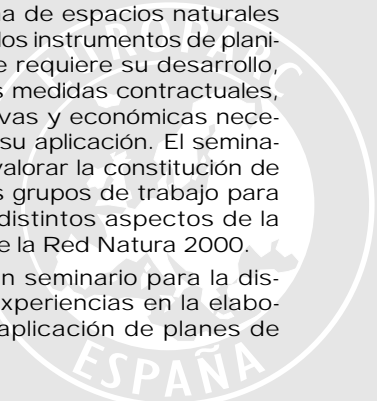 a de espacios naturales
los instrumentos de plani-
e requiere su desarrollo,
s medidas contractuales,
vas y económicas nece-
su aplicación. El semina-
valorar la constitución de
s grupos de trabajo para
distintos aspectos de la
e la Red Natura 2000.
n seminario para la dis-
xperiencias en la elabo-
aplicación de planes de
EUROPARC
ESPAÑA